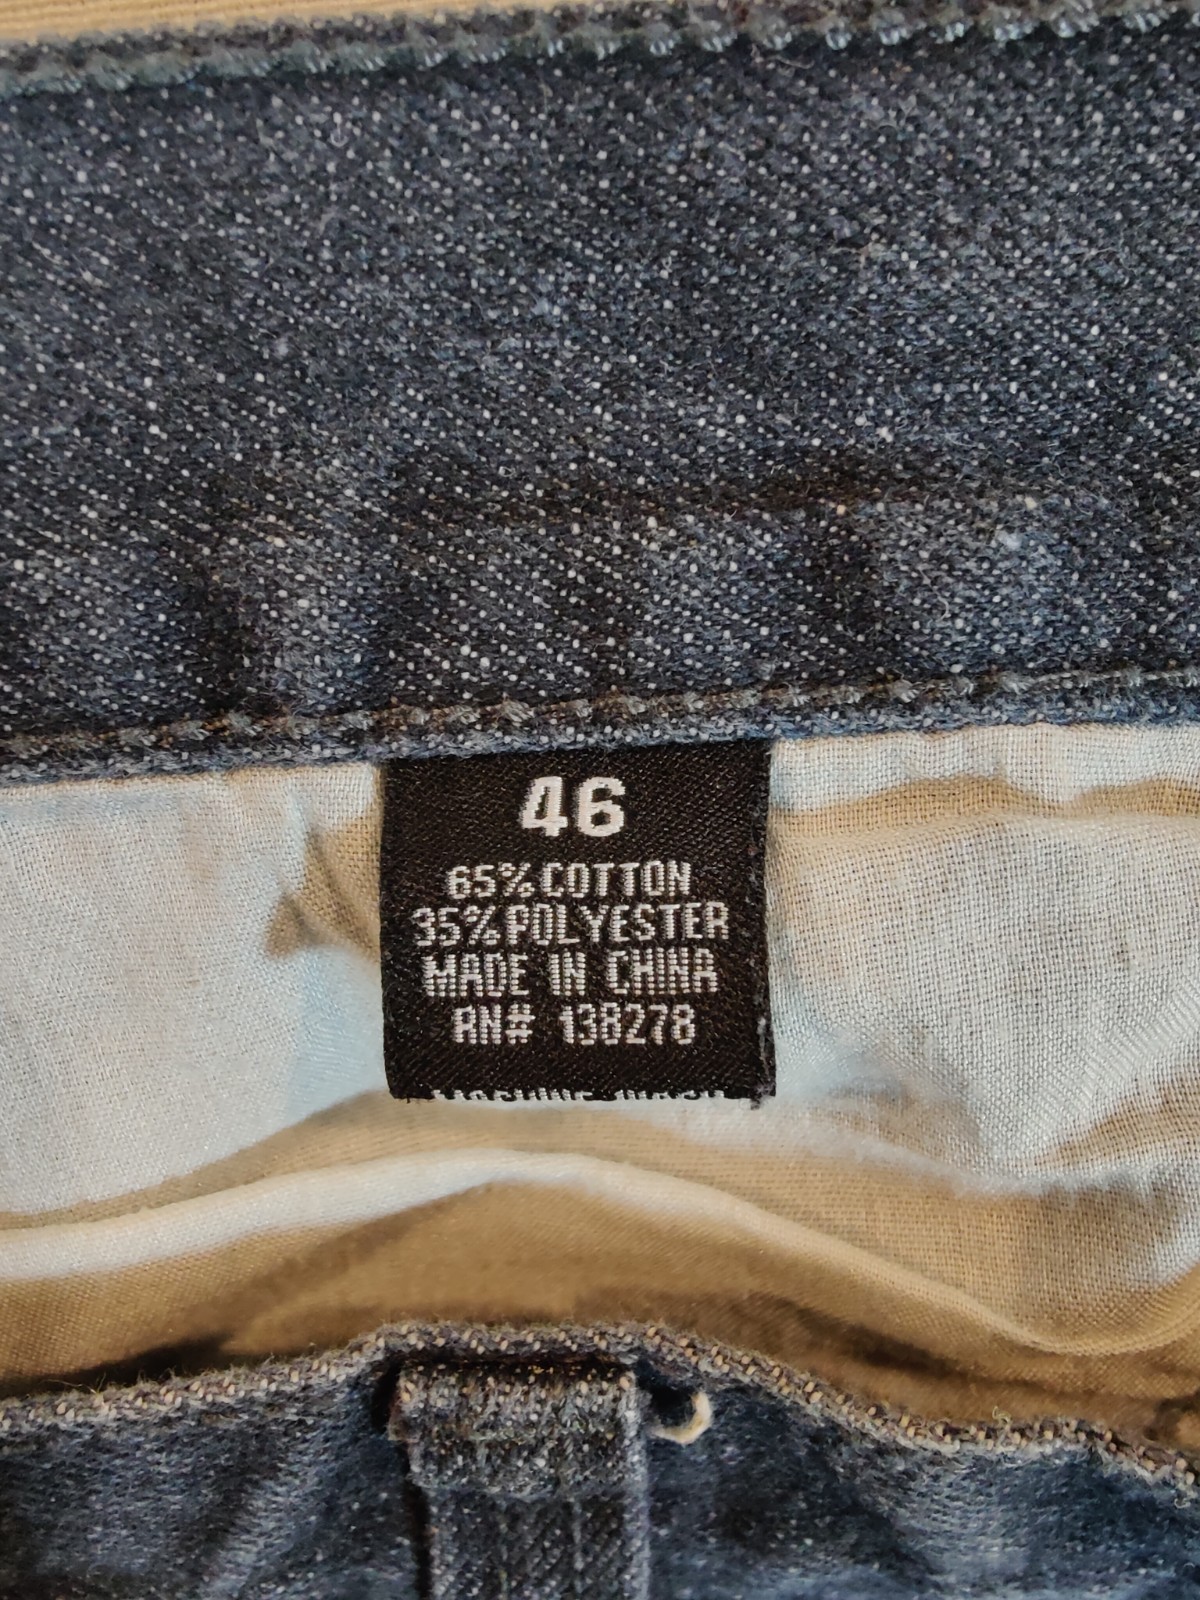 46
65% COTTON
35% POLYESTER
MADE IN CHINA
RN# 138278